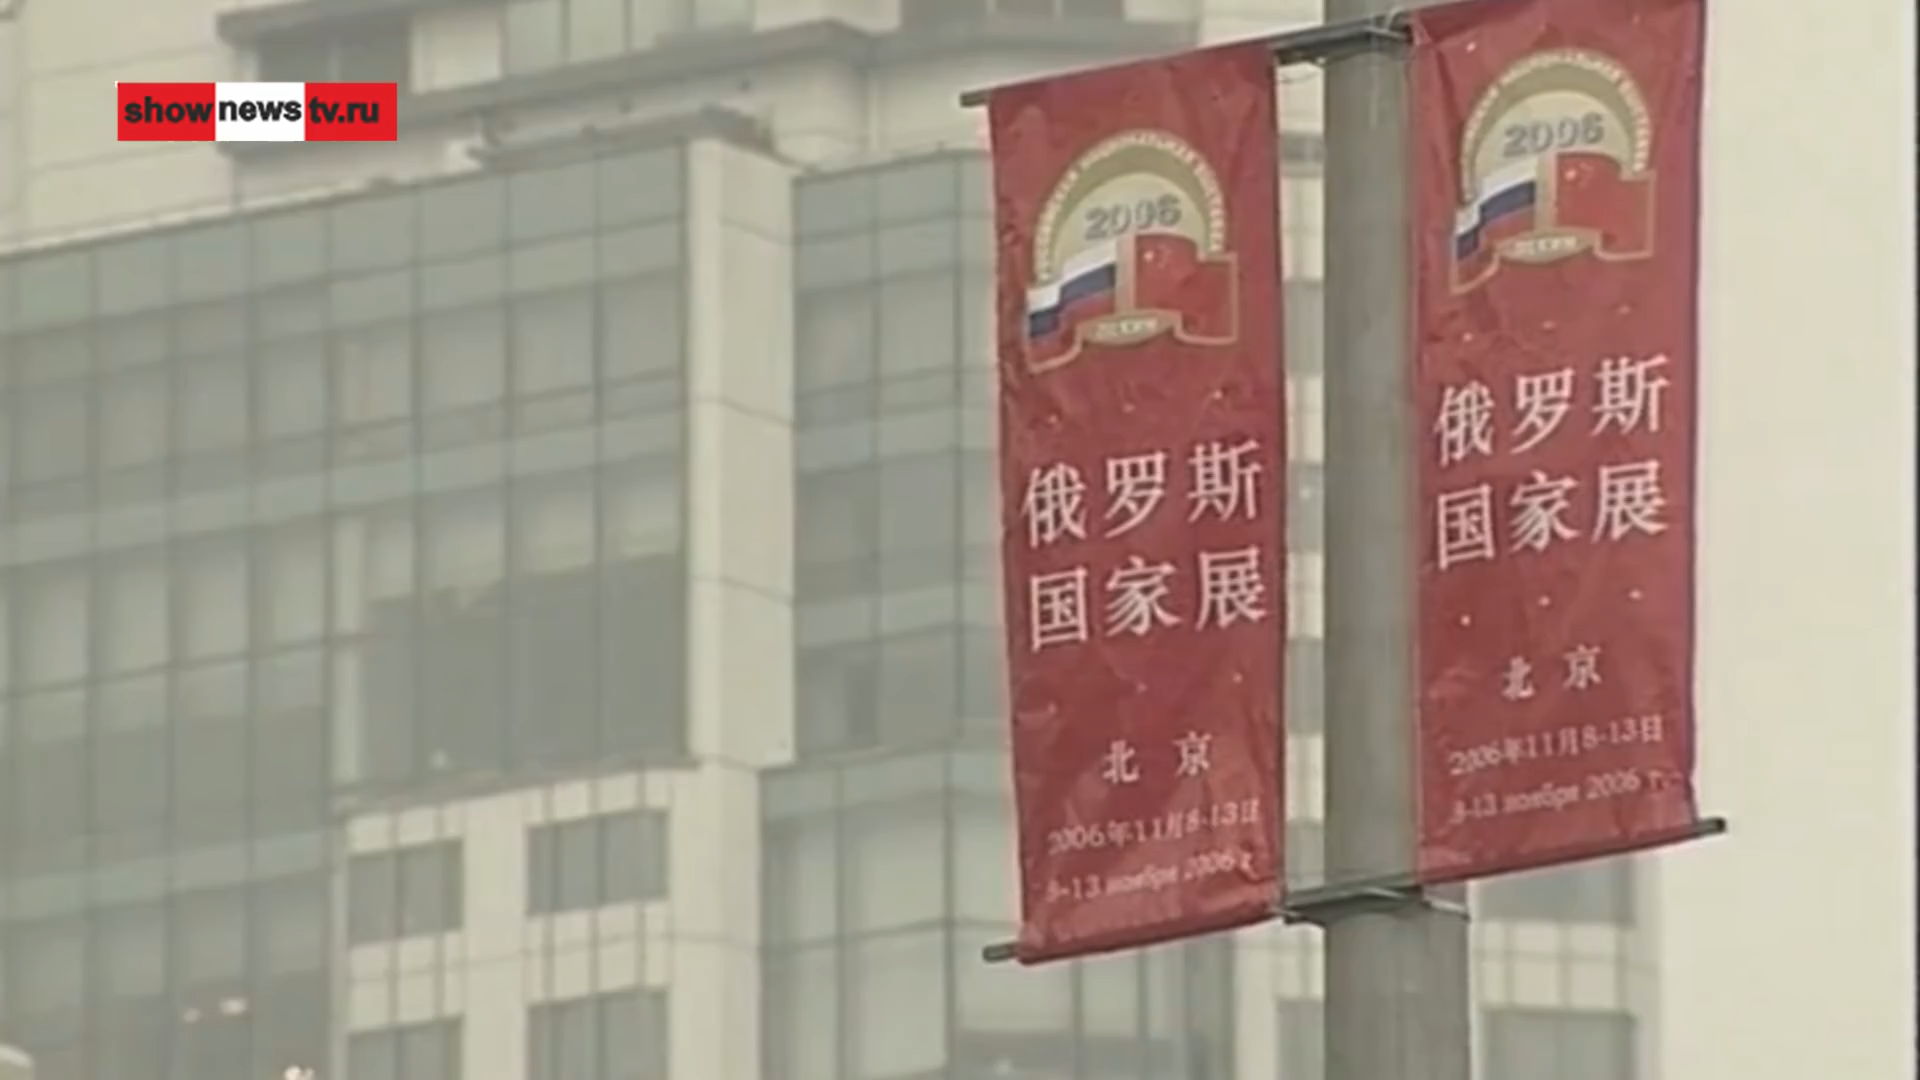 shownewstv.ru
2006
俄罗斯
国家展
北京
2006年11月8-13日
8-13 ноября 2006 г.
2006
俄罗斯
国家展
北京
2006年11月8-13日
8-13 ноября 2006 г.